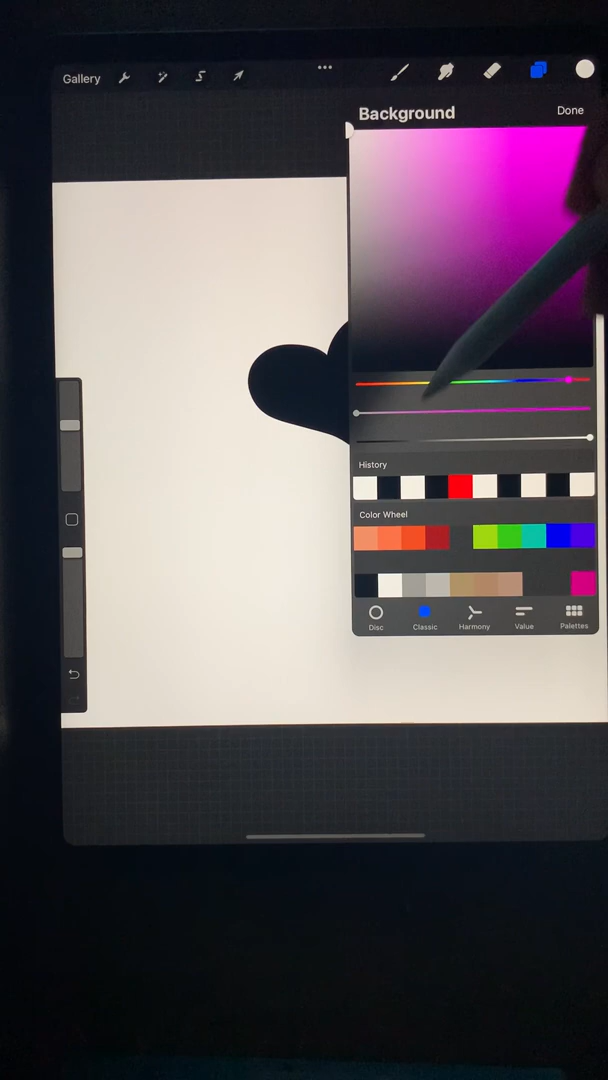 Gallery
Background
Done
History
Color Wheel
Disc
Classic
Harmony
Value
Palettes